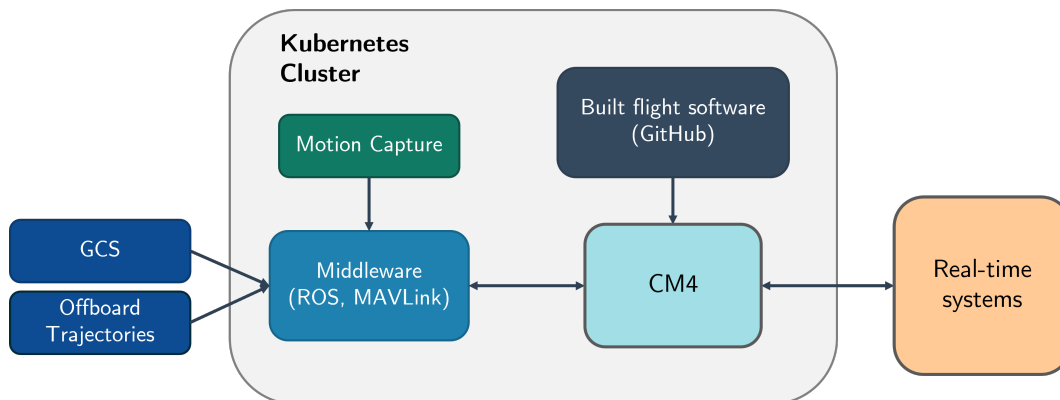 Kubernetes
Cluster
Built flight software
(GitHub)
Motion Capture
GCS
Offboard
Trajectories
Middleware
(ROS, MAVLink)
CM4
Real-time
systems